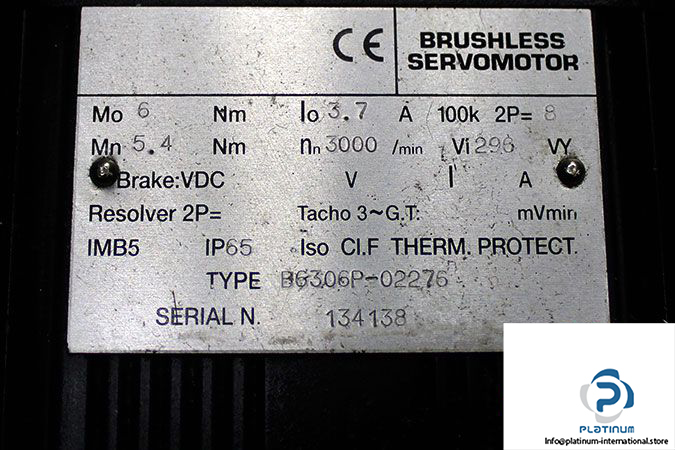 CE BRUSHLESS
SERVOMOTOR
Mo 6 Nm Io 3.7 A /100k 2P= 8
Mn 5.4 Nm nn 3000 /min Vi 296 VY
Brake:VDC V I A
Resolver 2P= Tacho 3~G.T: mVmin
IMB5 IP65 Iso Cl.F THERM. PROTECT.
TYPE B6306P-02276
SERIAL N. 134138
P
PLATINUM
Info@platinum-international.store